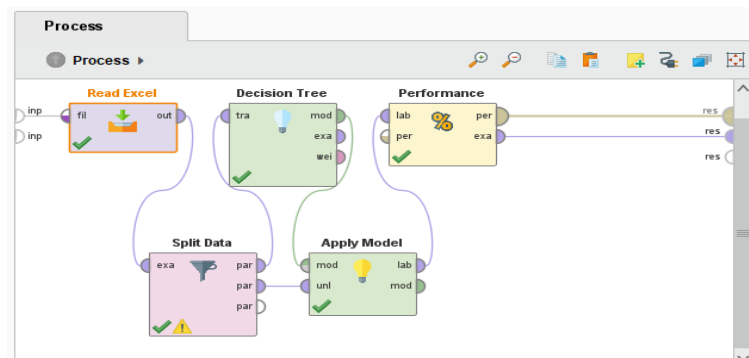 Process
Process
Read Excel
Decision Tree
Performance
inp
fil
out
tra
mod
lab
per
res
inp
exa
per
exa
res
wei
res
Split Data
Apply Model
exa
par
mod
lab
par
unl
mod
par